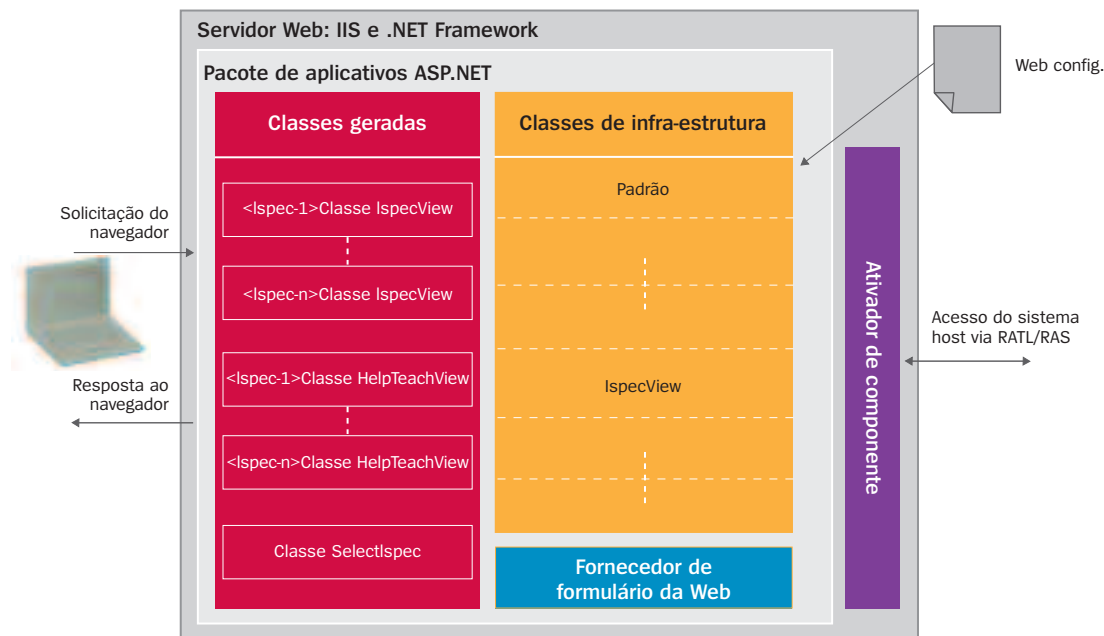 Servidor Web: IIS e .NET Framework
Pacote de aplicativos ASP.NET
Web config.
Classes geradas
Classes de infra-estrutura
<Ispec-1>Classe IspecView
<Ispec-n>Classe IspecView
<Ispec-1>Classe HelpTeachView
<Ispec-n>Classe HelpTeachView
Classe SelectIspec
Padrão
IspecView
Fornecedor de
formulário da Web
Ativador de componente
Solicitação do
navegador
Resposta ao
navegador
Acesso do sistema
host via RATL/RAS